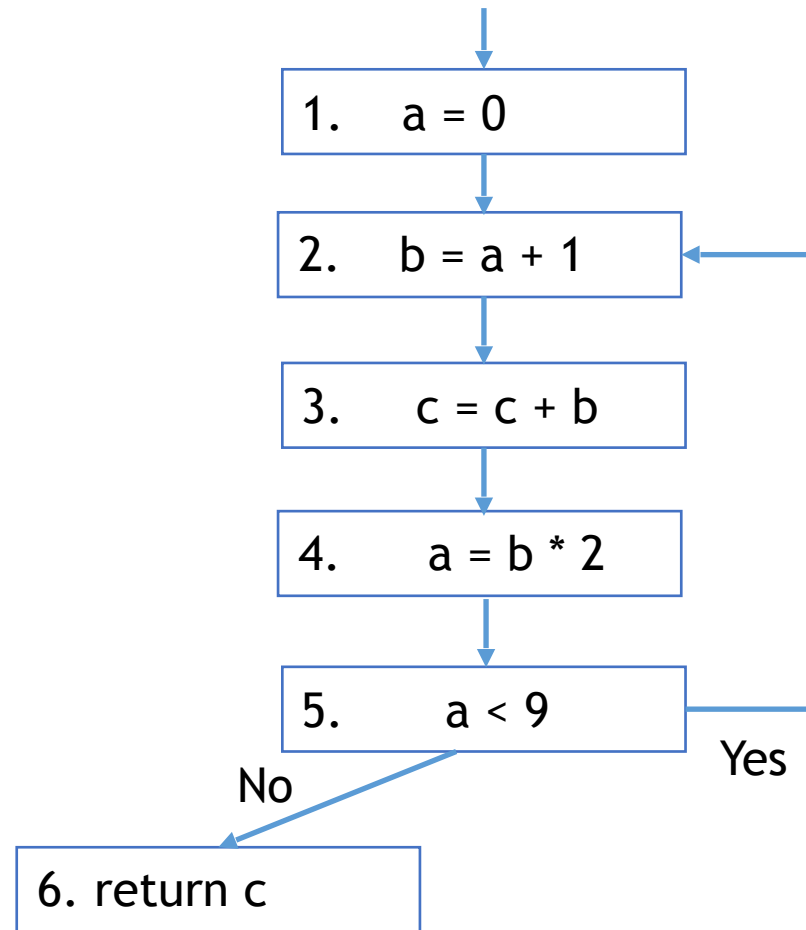 1. a = 0
2. b = a + 1
3. c = c + b
4. a = b * 2
5. a < 9
Yes
No
6. return c